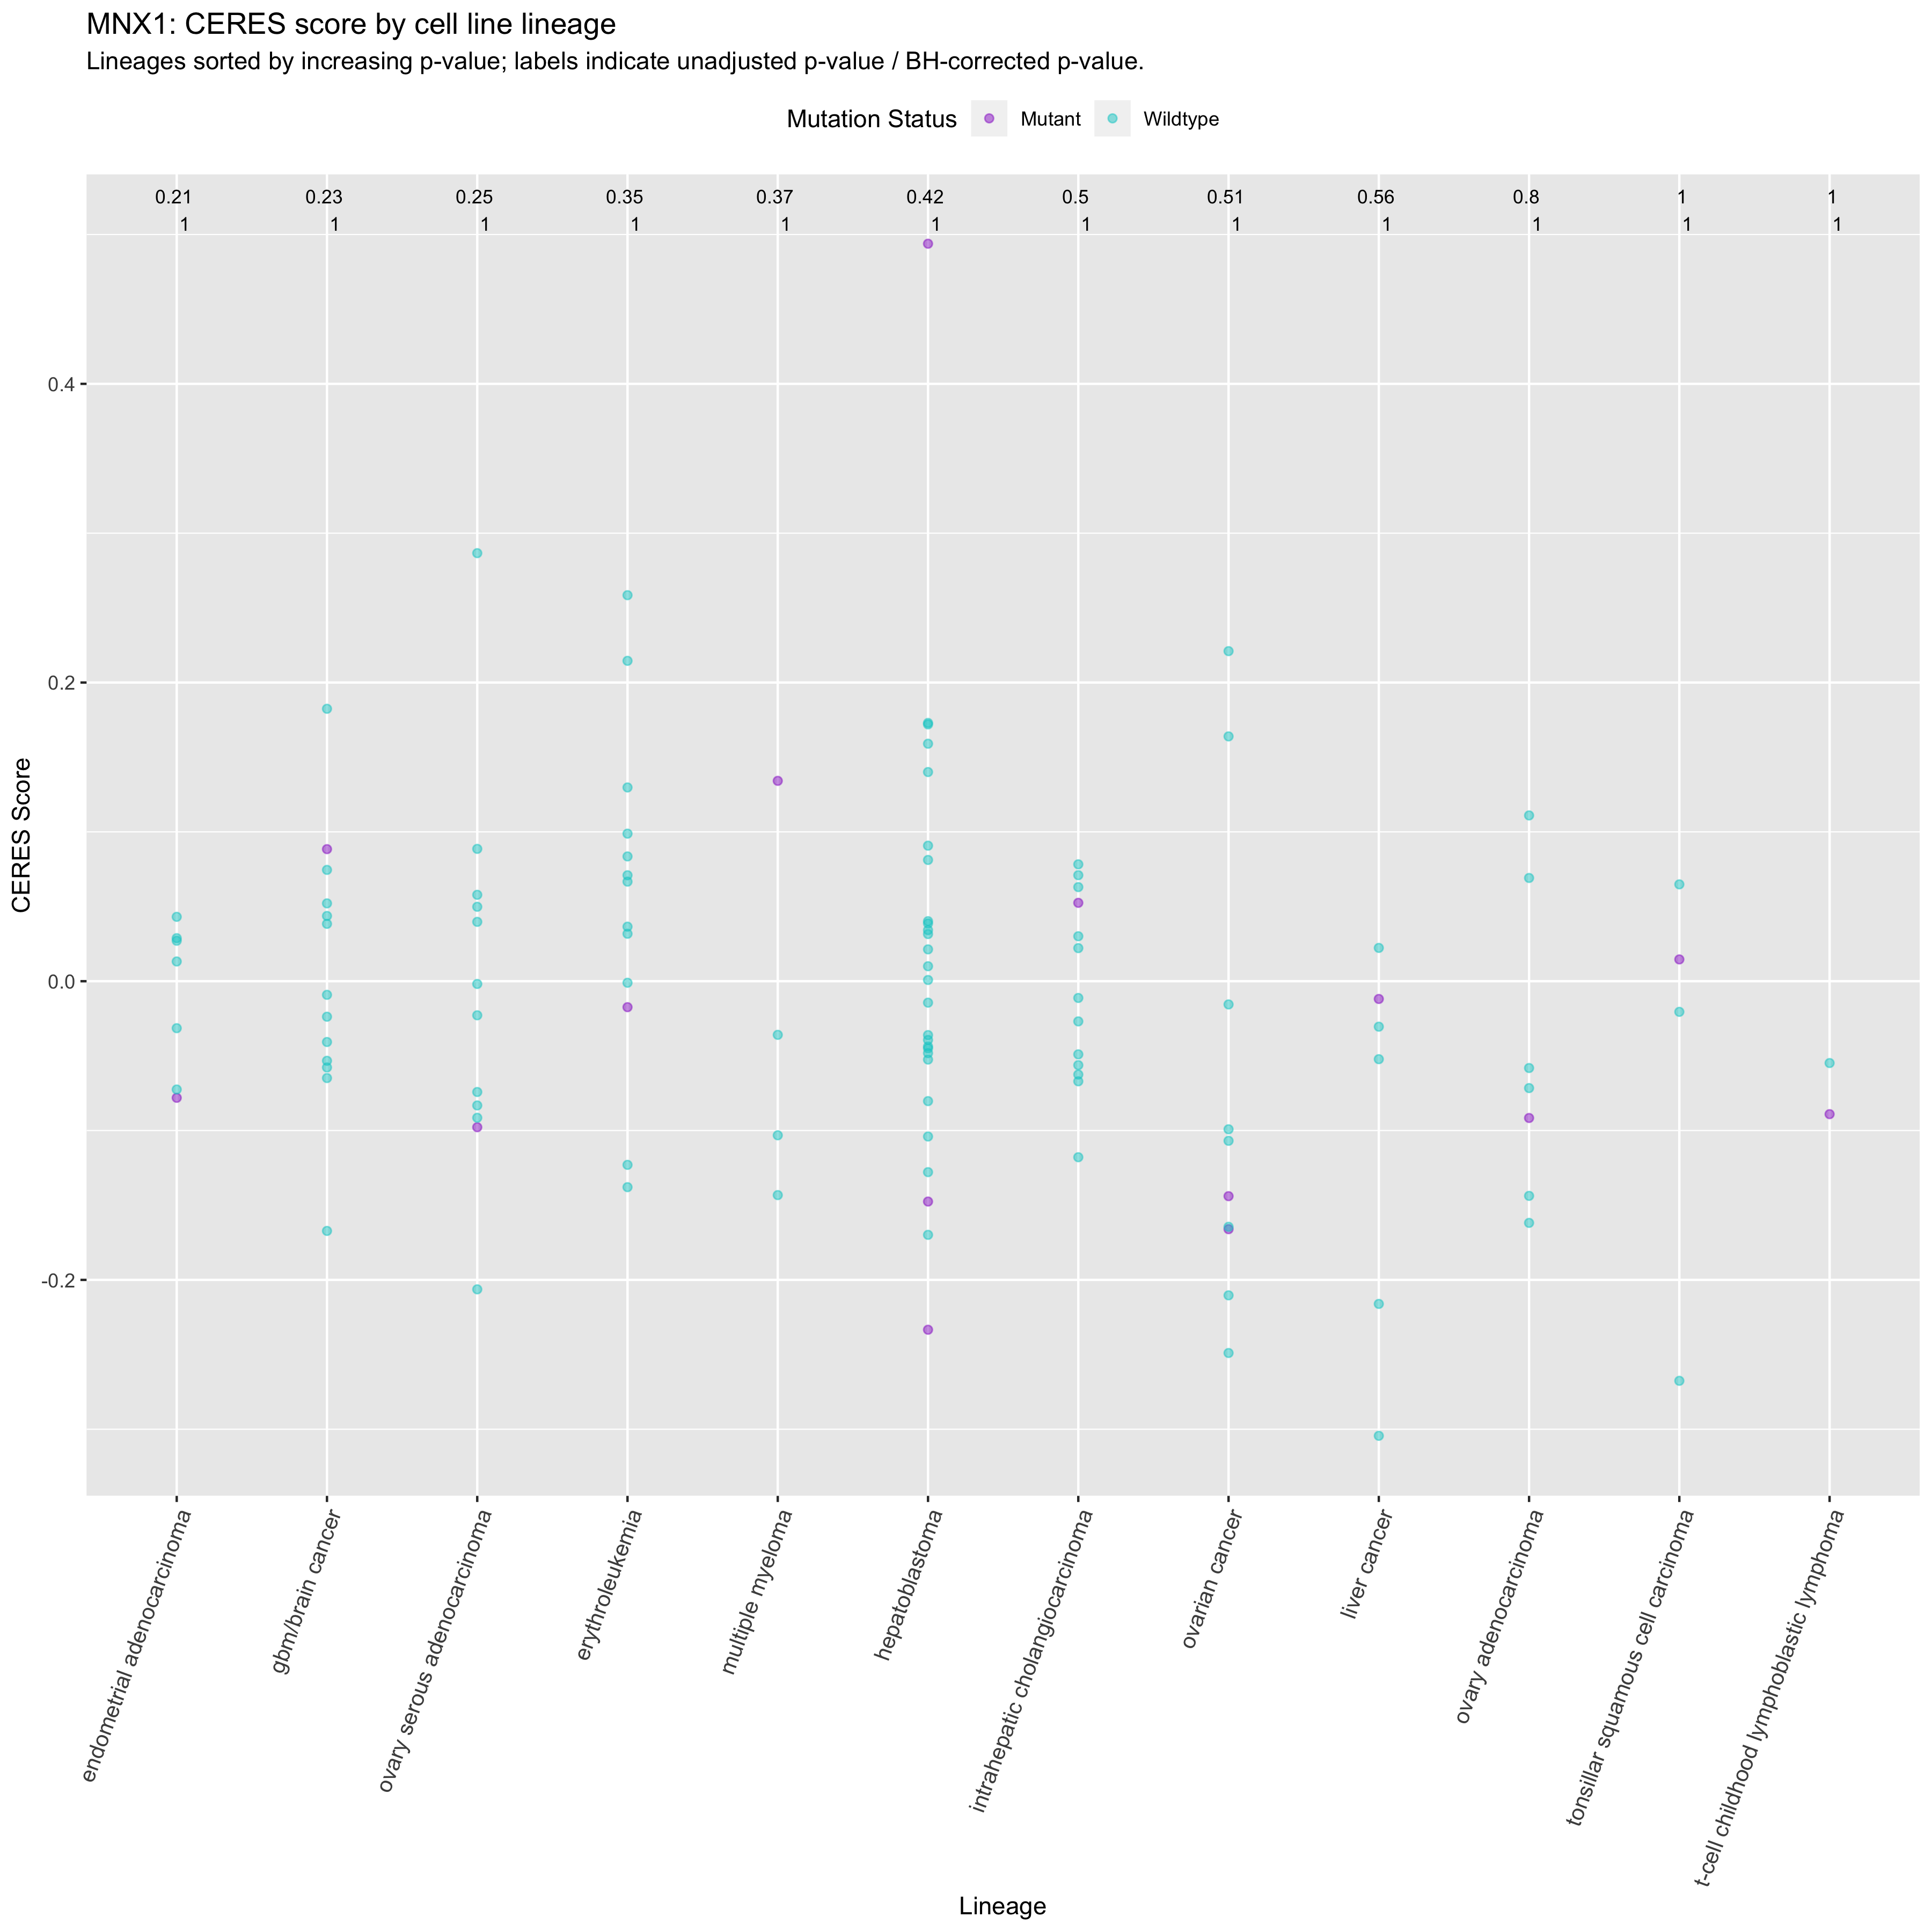 MNX1: CERES score by cell line lineage
Lineages sorted by increasing p-value; labels indicate unadjusted p-value / BH-corrected p-value.
Mutation Status Mutant Wildtype
0.21 0.23 0.25 0.35 0.37 0.42 0.5 0.51 0.56 0.8 1 1
1 1 1 1 1 1 1 1 1 1 1 1
0.4
0.2
0.0
-0.2
CERES Score
endometrial adenocarcinoma
gbm/brain cancer
ovary serous adenocarcinoma
erythroleukemia
multiple myeloma
hepatoblastoma
intrahepatic cholangiocarcinoma
ovarian cancer
liver cancer
ovary adenocarcinoma
tonsillar squamous cell carcinoma
t-cell childhood lymphoblastic lymphoma
Lineage